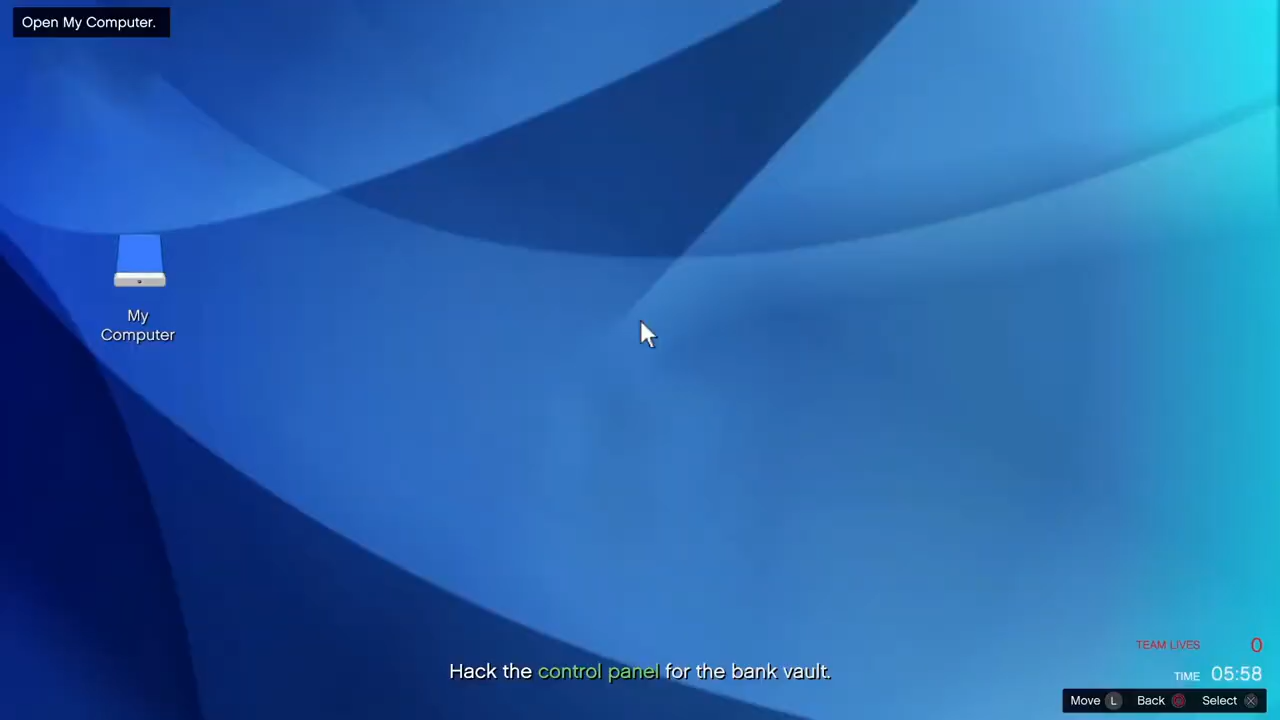 Open My Computer.
My
Computer
Hack the control panel for the bank vault.
TEAM LIVES 0
TIME 05:58
Move L Back Select